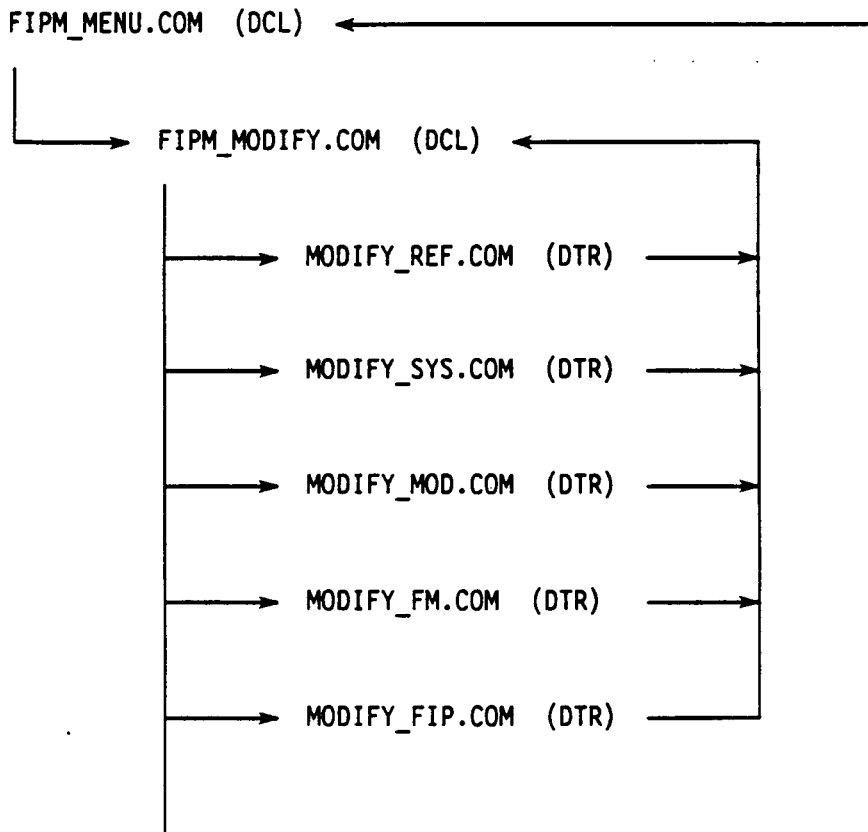 FIPM_MENU.COM (DCL)
FIPM_MODIFY.COM (DCL)
MODIFY_REF.COM (DTR)
MODIFY_SYS.COM (DTR)
MODIFY_MOD.COM (DTR)
MODIFY_FM.COM (DTR)
MODIFY_FIP.COM (DTR)